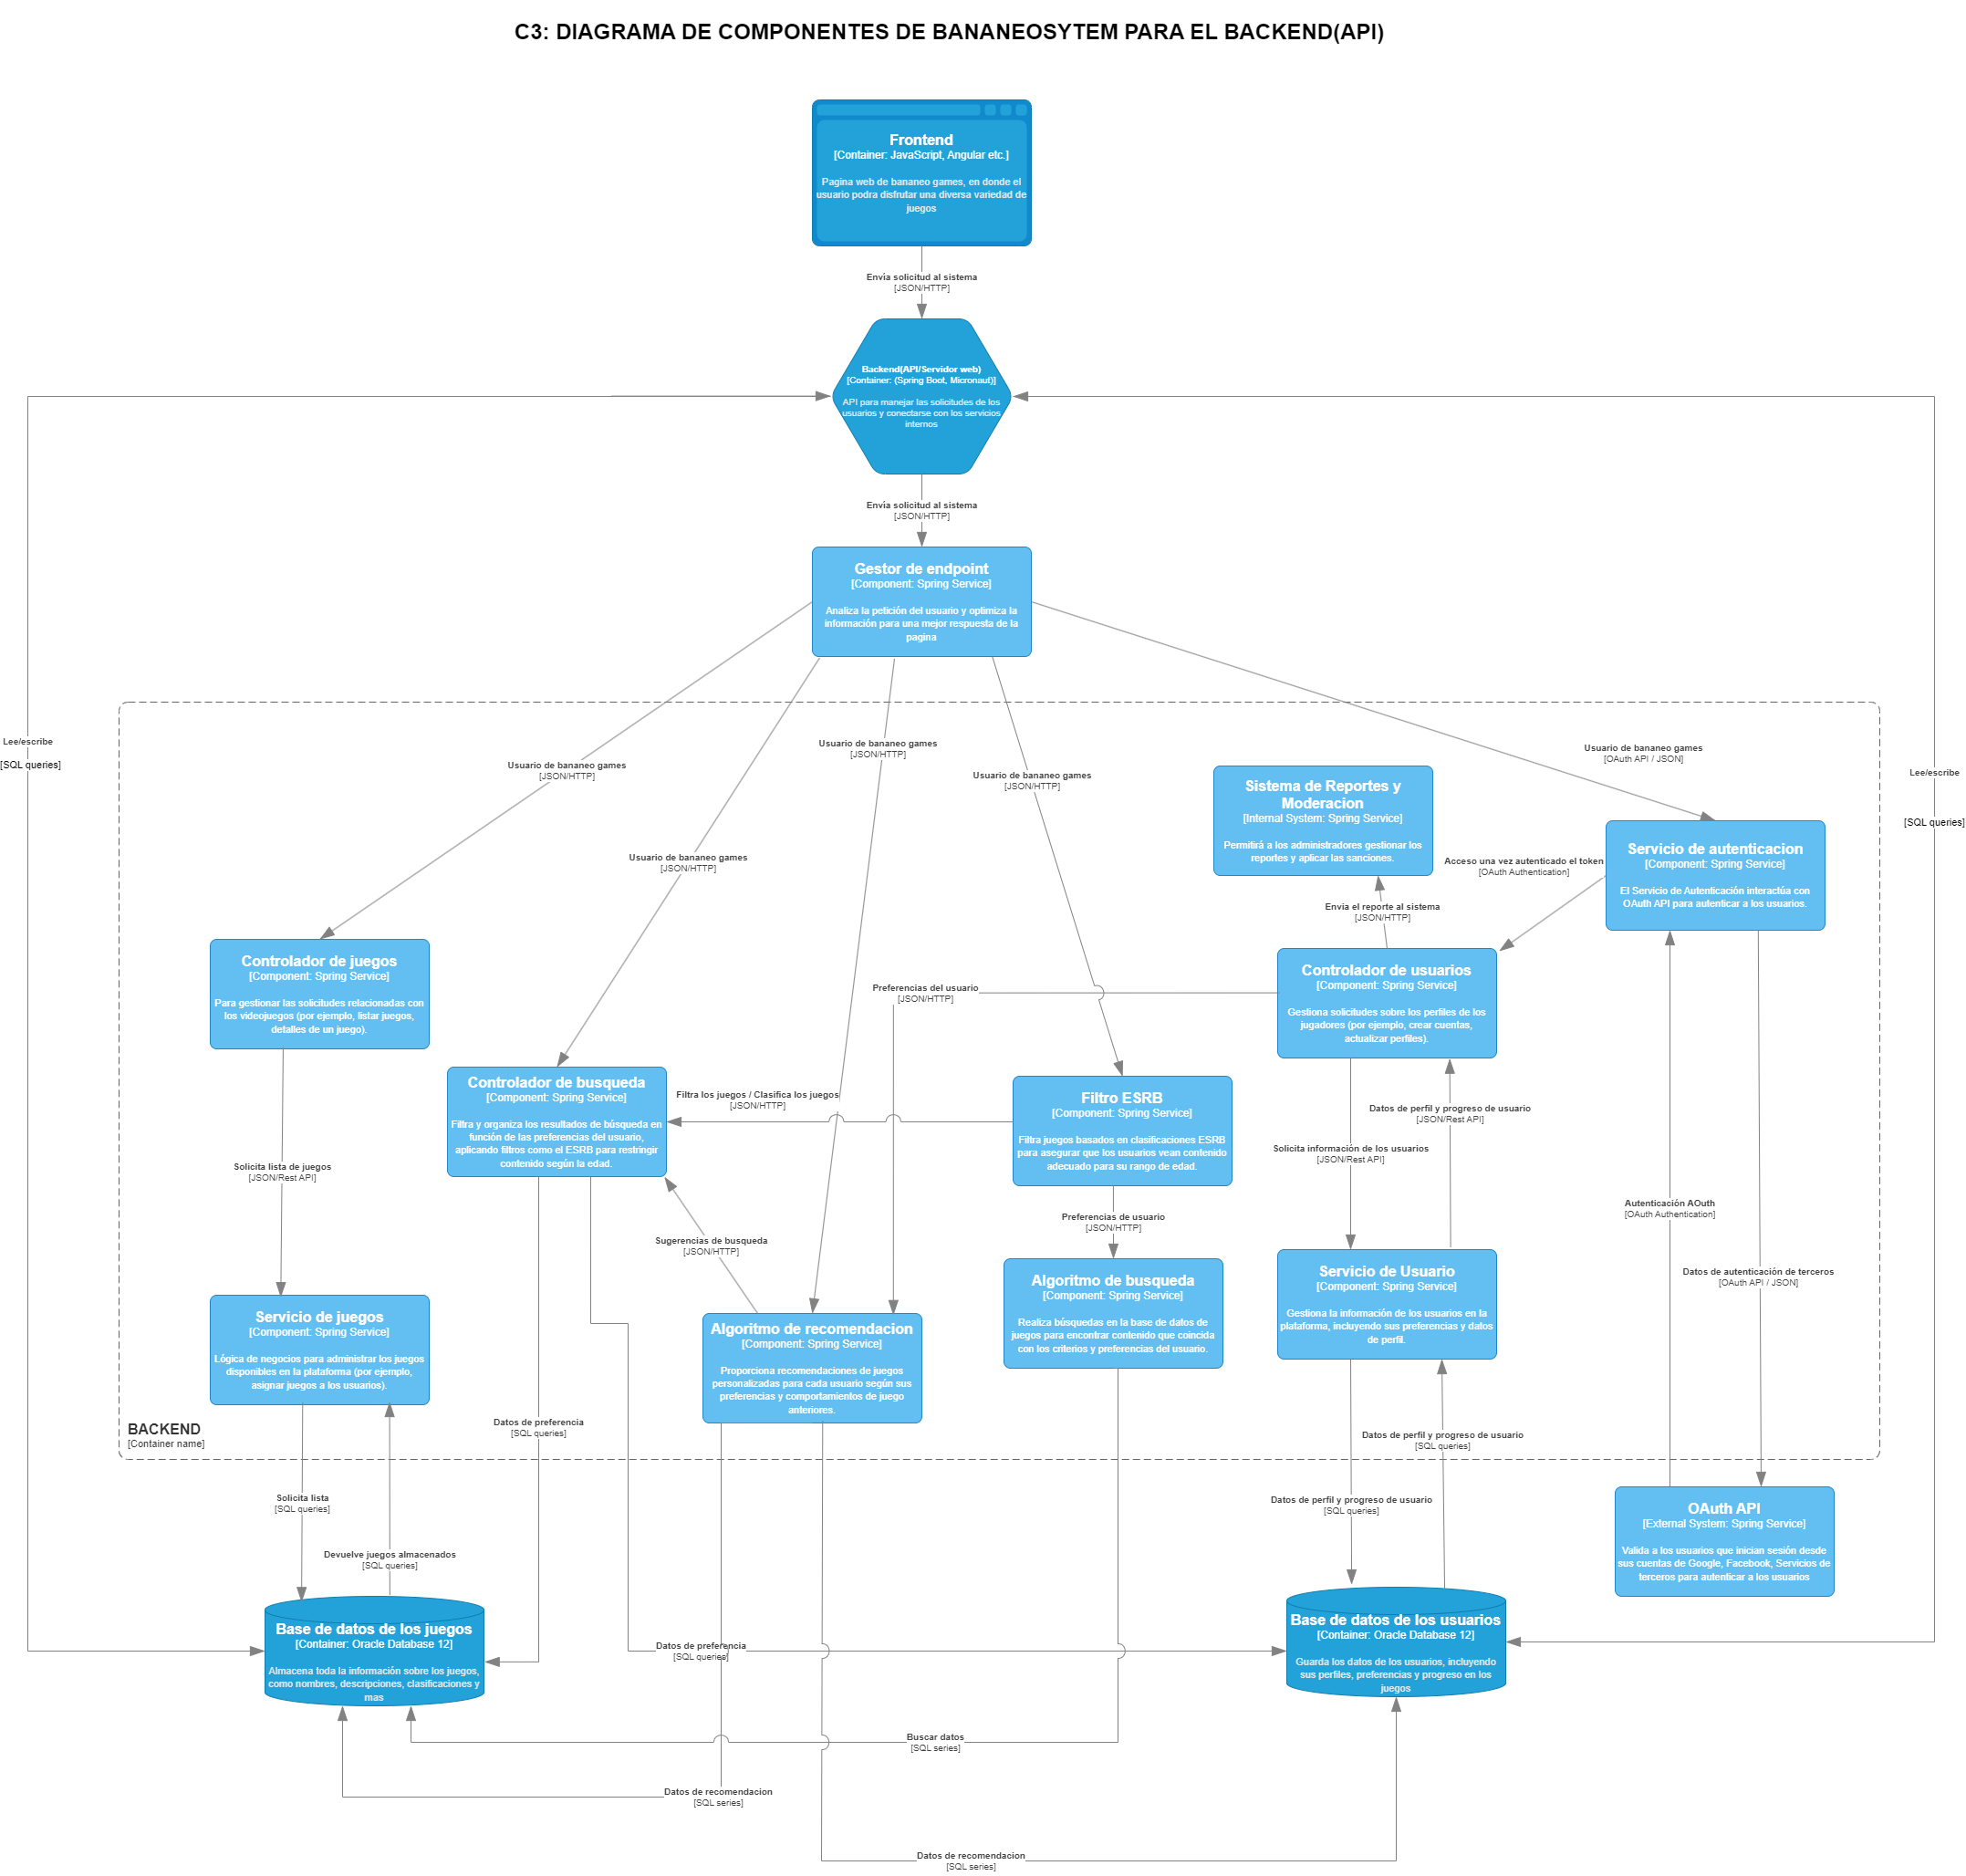 C3: DIAGRAMA DE COMPONENTES DE BANANEOSYTEM PARA EL BACKEND(API)
Frontend
[Container: JavaScript, Angular etc.]
Pagina web de bananeo games, en donde el
usuario podra disfrutar una diversa variedad de
juegos
Envía solicitud al sistema
[JSON/HTTP]
Backend(API/Servidor web)
[Container: (Spring Boot, Micronaut)]
API para manejar las solicitudes de los
usuarios y conectarse con los servicios
internos
Envía solicitud al sistema
[JSON/HTTP]
Gestor de endpoint
[Component: Spring Service]
Analiza la petición del usuario y optimiza la
información para una mejor respuesta de la
pagina
Lee/escribe
[SQL queries]
Lee/escribe
[SQL queries]
Usuario de bananeo games
[JSON/HTTP]
Usuario de bananeo games
[JSON/HTTP]
Usuario de bananeo games
[JSON/HTTP]
Usuario de bananeo games
[JSON/HTTP]
Usuario de bananeo games
[OAuth API / JSON]
Sistema de Reportes y
Moderacion
[Internal System: Spring Service]
Permitirá a los administradores gestionar los
reportes y aplicar las sanciones.
Servicio de autenticacion
[Component: Spring Service]
El Servicio de Autenticación interactúa con
OAuth API para autenticar a los usuarios.
Acceso una vez autenticado el token
[OAuth Authentication]
Envia el reporte al sistema
[JSON/HTTP]
Controlador de juegos
[Component: Spring Service]
Para gestionar las solicitudes relacionadas con
los videojuegos (por ejemplo, listar juegos,
detalles de un juego).
Controlador de usuarios
[Component: Spring Service]
Gestiona solicitudes sobre los perfiles de los
jugadores (por ejemplo, crear cuentas,
actualizar perfiles).
Preferencias del usuario
[JSON/HTTP]
Controlador de busqueda
[Component: Spring Service]
Filtra y organiza los resultados de búsqueda en
función de las preferencias del usuario,
aplicando filtros como el ESRB para restringir
contenido según la edad.
Filtra los juegos / Clasifica los juegos
[JSON/HTTP]
Filtro ESRB
[Component: Spring Service]
Filtra juegos basados en clasificaciones ESRB
para asegurar que los usuarios vean contenido
adecuado para su rango de edad.
Datos de perfil y progreso de usuario
[JSON/Rest API]
Solicita información de los usuarios
[JSON/Rest API]
Solicita lista de juegos
[JSON/Rest API]
Autenticación AOuth
[OAuth Authentication]
Preferencias de usuario
[JSON/HTTP]
Sugerencias de busqueda
[JSON/HTTP]
Datos de autenticación de terceros
[OAuth API / JSON]
Servicio de juegos
[Component: Spring Service]
Lógica de negocios para administrar los juegos
disponibles en la plataforma (por ejemplo,
asignar juegos a los usuarios).
Algoritmo de recomendacion
[Component: Spring Service]
Proporciona recomendaciones de juegos
personalizadas para cada usuario según sus
preferencias y comportamientos de juego
anteriores.
Algoritmo de busqueda
[Component: Spring Service]
Realiza búsquedas en la base de datos de
juegos para encontrar contenido que coincida
con los criterios y preferencias del usuario.
Servicio de Usuario
[Component: Spring Service]
Gestiona la información de los usuarios en la
plataforma, incluyendo sus preferencias y datos
de perfil.
BACKEND
[Container name]
Datos de preferencia
[SQL queries]
Datos de perfil y progreso de usuario
[SQL queries]
Solicita lista
[SQL queries]
Datos de perfil y progreso de usuario
[SQL queries]
Devuelve juegos almacenados
[SQL queries]
OAuth API
[External System: Spring Service]
Valida a los usuarios que inician sesión desde
sus cuentas de Google, Facebook, Servicios de
terceros para autenticar a los usuarios
Base de datos de los juegos
[Container: Oracle Database 12]
Almacena toda la información sobre los juegos,
como nombres, descripciones, clasificaciones y
mas
Datos de preferencia
[SQL queries]
Base de datos de los usuarios
[Container: Oracle Database 12]
Guarda los datos de los usuarios, incluyendo
sus perfiles, preferencias y progreso en los
juegos
Buscar datos
[SQL series]
Datos de recomendacion
[SQL series]
Datos de recomendacion
[SQL series]